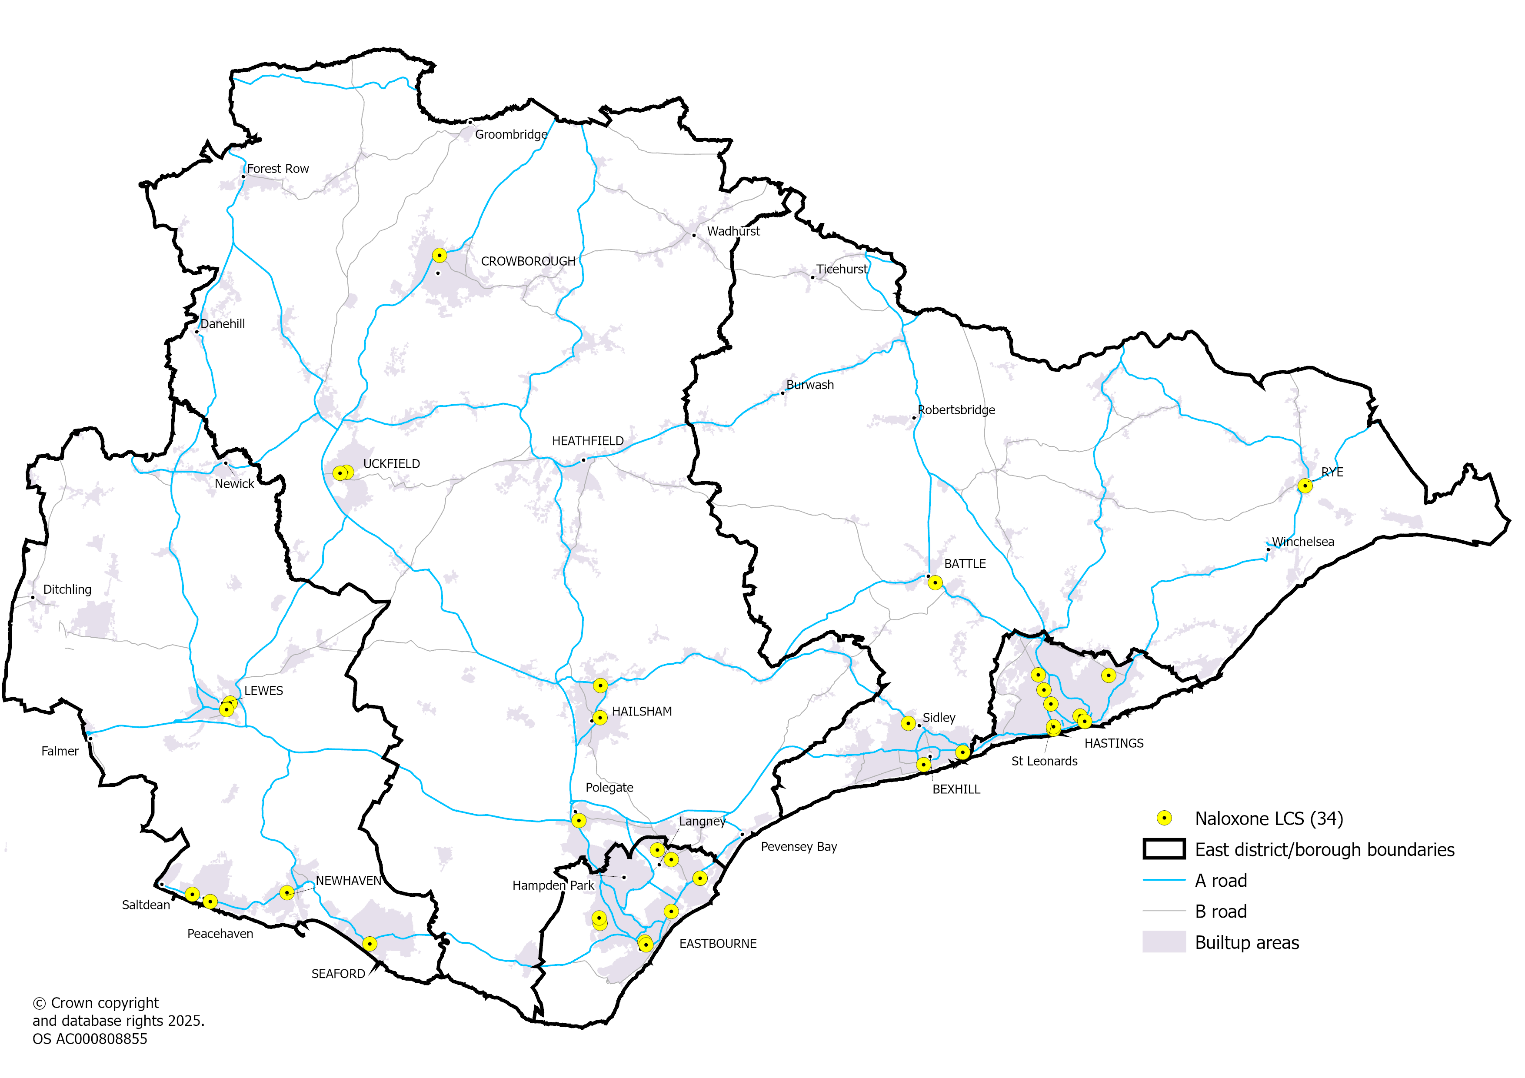 Groombridge
Forest Row
Wadhurst
CROWBOROUGH
Ticehurst
Danehill
Burwash
Robertsbridge
HEATHFIELD
UCKFIELD
RYE
Newick
Winchelsea
BATTLE
Ditchling
LEWES
HAILSHAM
Sidley
Falmer
HASTINGS
St Leonards
Polegate
BEXHILL
Langney
Pevensey Bay
Hampden Park
NEWHAVEN
Saltdean
Peacehaven
EASTBOURNE
SEAFORD
Naloxone LCS (34)
East district/borough boundaries
A road
B road
Builtup areas
© Crown copyright
and database rights 2025.
OS AC000808855